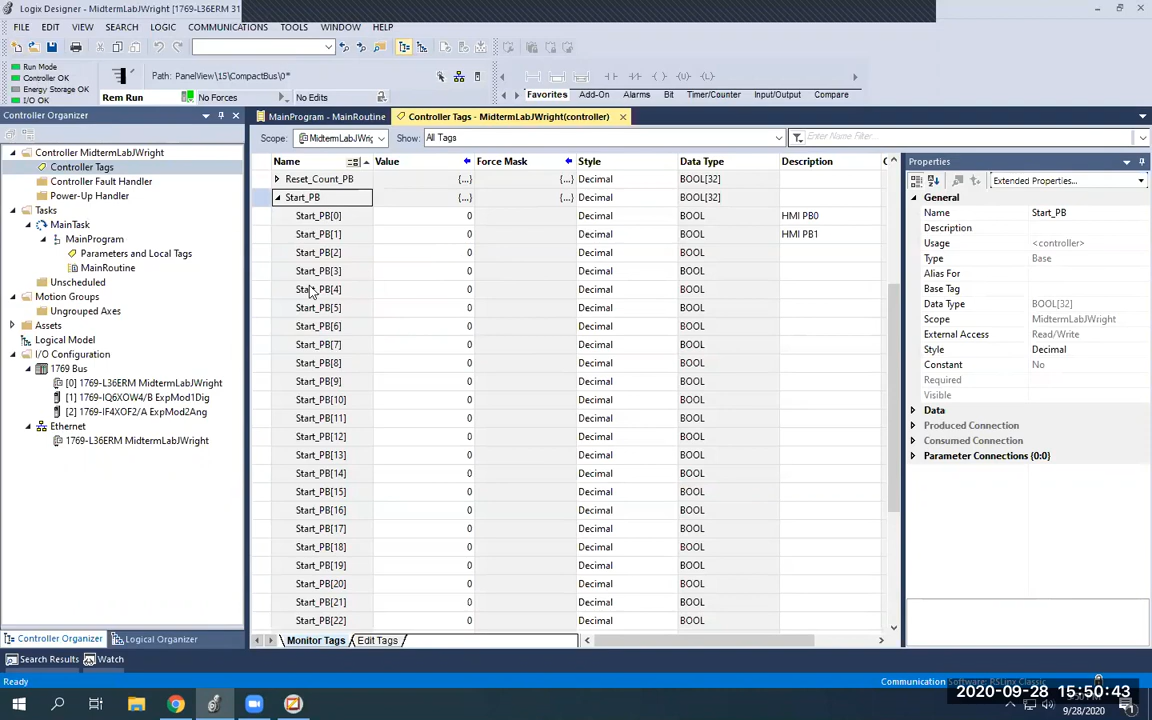 Logix Designer - MidtermLabJWright [1769-L36ERM 31
FILE EDIT VIEW SEARCH LOGIC COMMUNICATIONS TOOLS WINDOW HELP
Run Mode
Controller OK
Energy Storage OK
I/O OK
Path: PanelView\15\CompactBus\0*
Rem Run No Forces No Edits
Favorites Add-On Alarms Bit Timer/Counter Input/Output Compare
Controller Organizer
Controller MidtermLabJWright
Controller Tags
Controller Fault Handler
Power-Up Handler
Tasks
MainTask
MainProgram
Parameters and Local Tags
MainRoutine
Unscheduled
Motion Groups
Ungrouped Axes
Assets
Logical Model
I/O Configuration
1769 Bus
[0] 1769-L36ERM MidtermLabJWright
[1] 1769-IQ6XOW4/B ExpMod1Dig
[2] 1769-IF4XOF2/A ExpMod2Ang
Ethernet
1769-L36ERM MidtermLabJWright
Controller Organizer Logical Organizer
MainProgram - MainRoutine Controller Tags - MidtermLabJWright(controller)
Scope: MidtermLabJWrig Show: All Tags Enter Name Filter...
Name Value Force Mask Style Data Type Description
Reset_Count_PB {...} {...} BOOL[32]
Start_PB {...} {...} BOOL[32]
Start_PB[0] 0 Decimal BOOL HMI PB0
Start_PB[1] 0 Decimal BOOL HMI PB1
Start_PB[2] 0 Decimal BOOL
Start_PB[3] 0 Decimal BOOL
Start_PB[4] 0 Decimal BOOL
Start_PB[5] 0 Decimal BOOL
Start_PB[6] 0 Decimal BOOL
Start_PB[7] 0 Decimal BOOL
Start_PB[8] 0 Decimal BOOL
Start_PB[9] 0 Decimal BOOL
Start_PB[10] 0 Decimal BOOL
Start_PB[11] 0 Decimal BOOL
Start_PB[12] 0 Decimal BOOL
Start_PB[13] 0 Decimal BOOL
Start_PB[14] 0 Decimal BOOL
Start_PB[15] 0 Decimal BOOL
Start_PB[16] 0 Decimal BOOL
Start_PB[17] 0 Decimal BOOL
Start_PB[18] 0 Decimal BOOL
Start_PB[19] 0 Decimal BOOL
Start_PB[20] 0 Decimal BOOL
Start_PB[21] 0 Decimal BOOL
Start_PB[22] 0 Decimal BOOL
Monitor Tags Edit Tags
Properties
Extended Properties...
General
Name Start_PB
Description
Usage <controller>
Type Base
Alias For
Base Tag
Data Type BOOL[32]
Scope MidtermLabJWright
External Access Read/Write
Style Decimal
Constant No
Required
Visible
Data
Produced Connection
Consumed Connection
Parameter Connections {0:0}
Search Results Watch
Ready Communication Software: RSLinx Classic
2020-09-28 15:50:43
9/28/2020